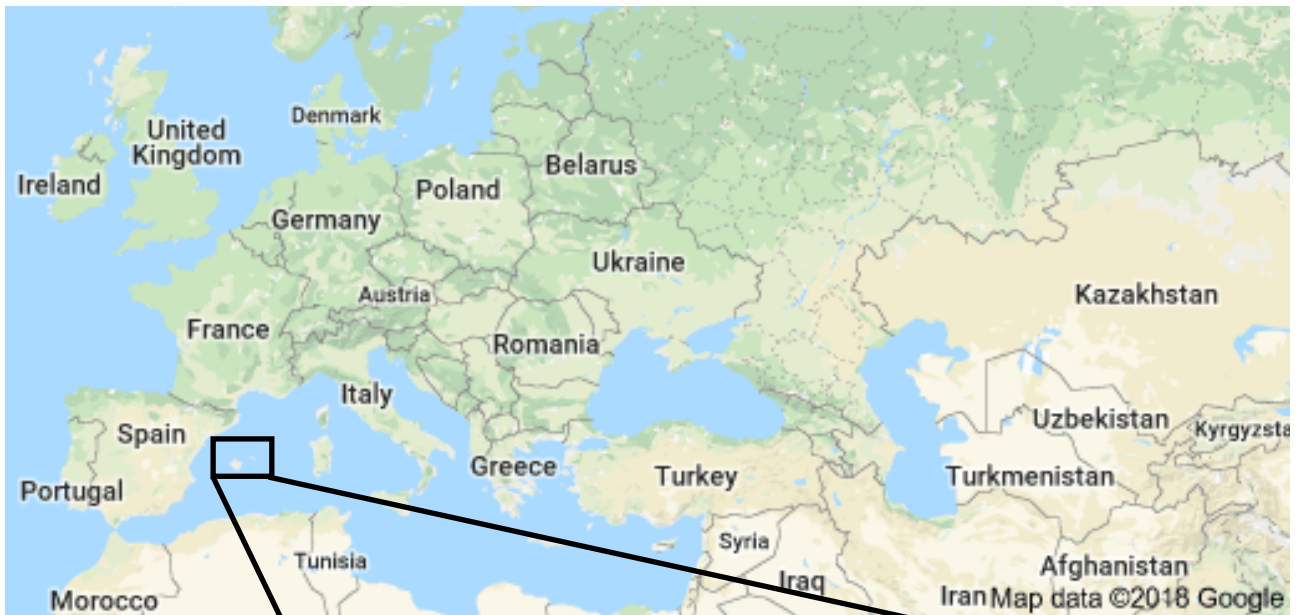 Denmark
United
Kingdom
Belarus
Ireland
Poland
Germany
Ukraine
Austria
Kazakhstan
France
Romania
Italy
Uzbekistan
Spain
Kyrgyzsta
Greece
Turkey
Turkmenistan
Portugal
Syria
Tunisia
Afghanistan
Iraq
Morocco
Iran
Map data ©2018 Google